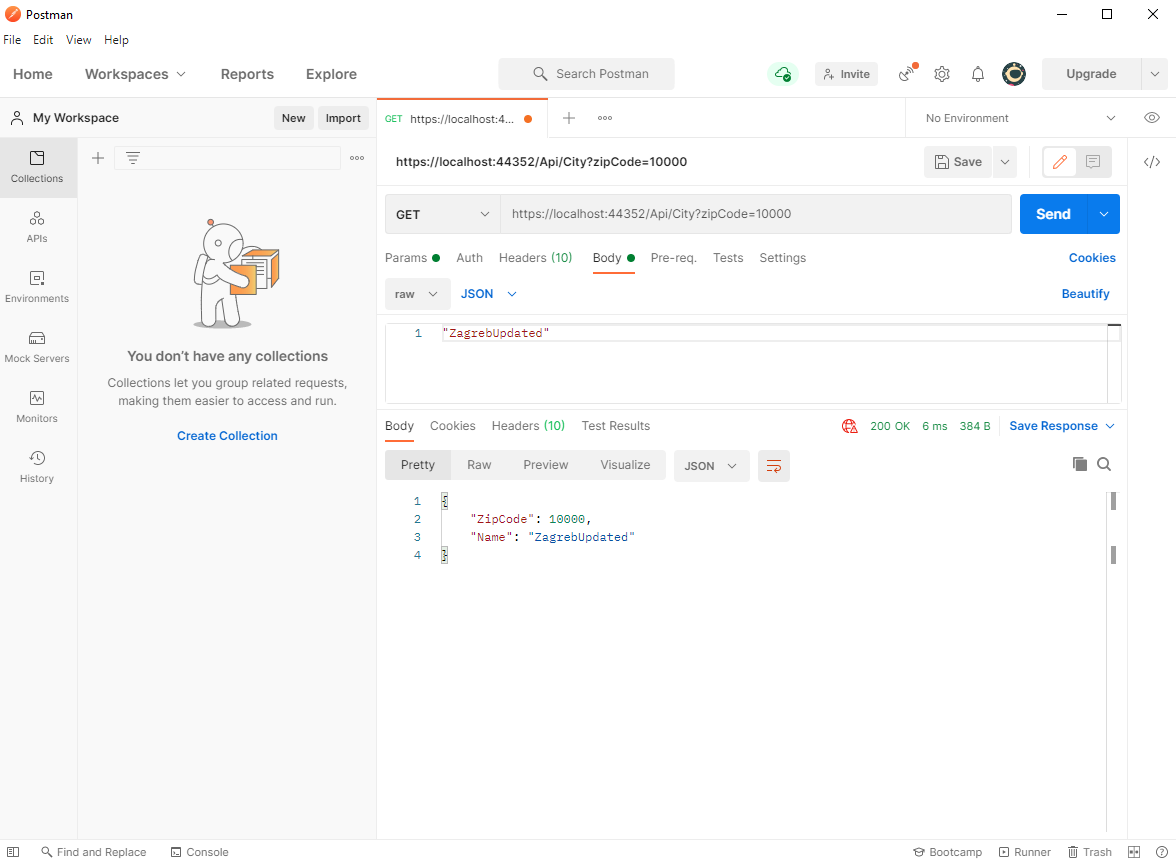 Postman
File Edit View Help
Home Workspaces Reports Explore Search Postman Invite Upgrade
My Workspace New Import GET https://localhost:4... No Environment
Collections
APIs
Environments
Mock Servers
Monitors
History
You don't have any collections
Collections let you group related requests,
making them easier to access and run.
Create Collection
https://localhost:44352/Api/City?zipCode=10000 Save
GET https://localhost:44352/Api/City?zipCode=10000 Send
Params Auth Headers (10) Body Pre-req. Tests Settings Cookies
raw JSON Beautify
1 "ZagrebUpdated"
Body Cookies Headers (10) Test Results 200 OK 6 ms 384 B Save Response
Pretty Raw Preview Visualize JSON
1 {
2 "ZipCode": 10000,
3 "Name": "ZagrebUpdated"
4 }
Find and Replace Console Bootcamp Runner Trash